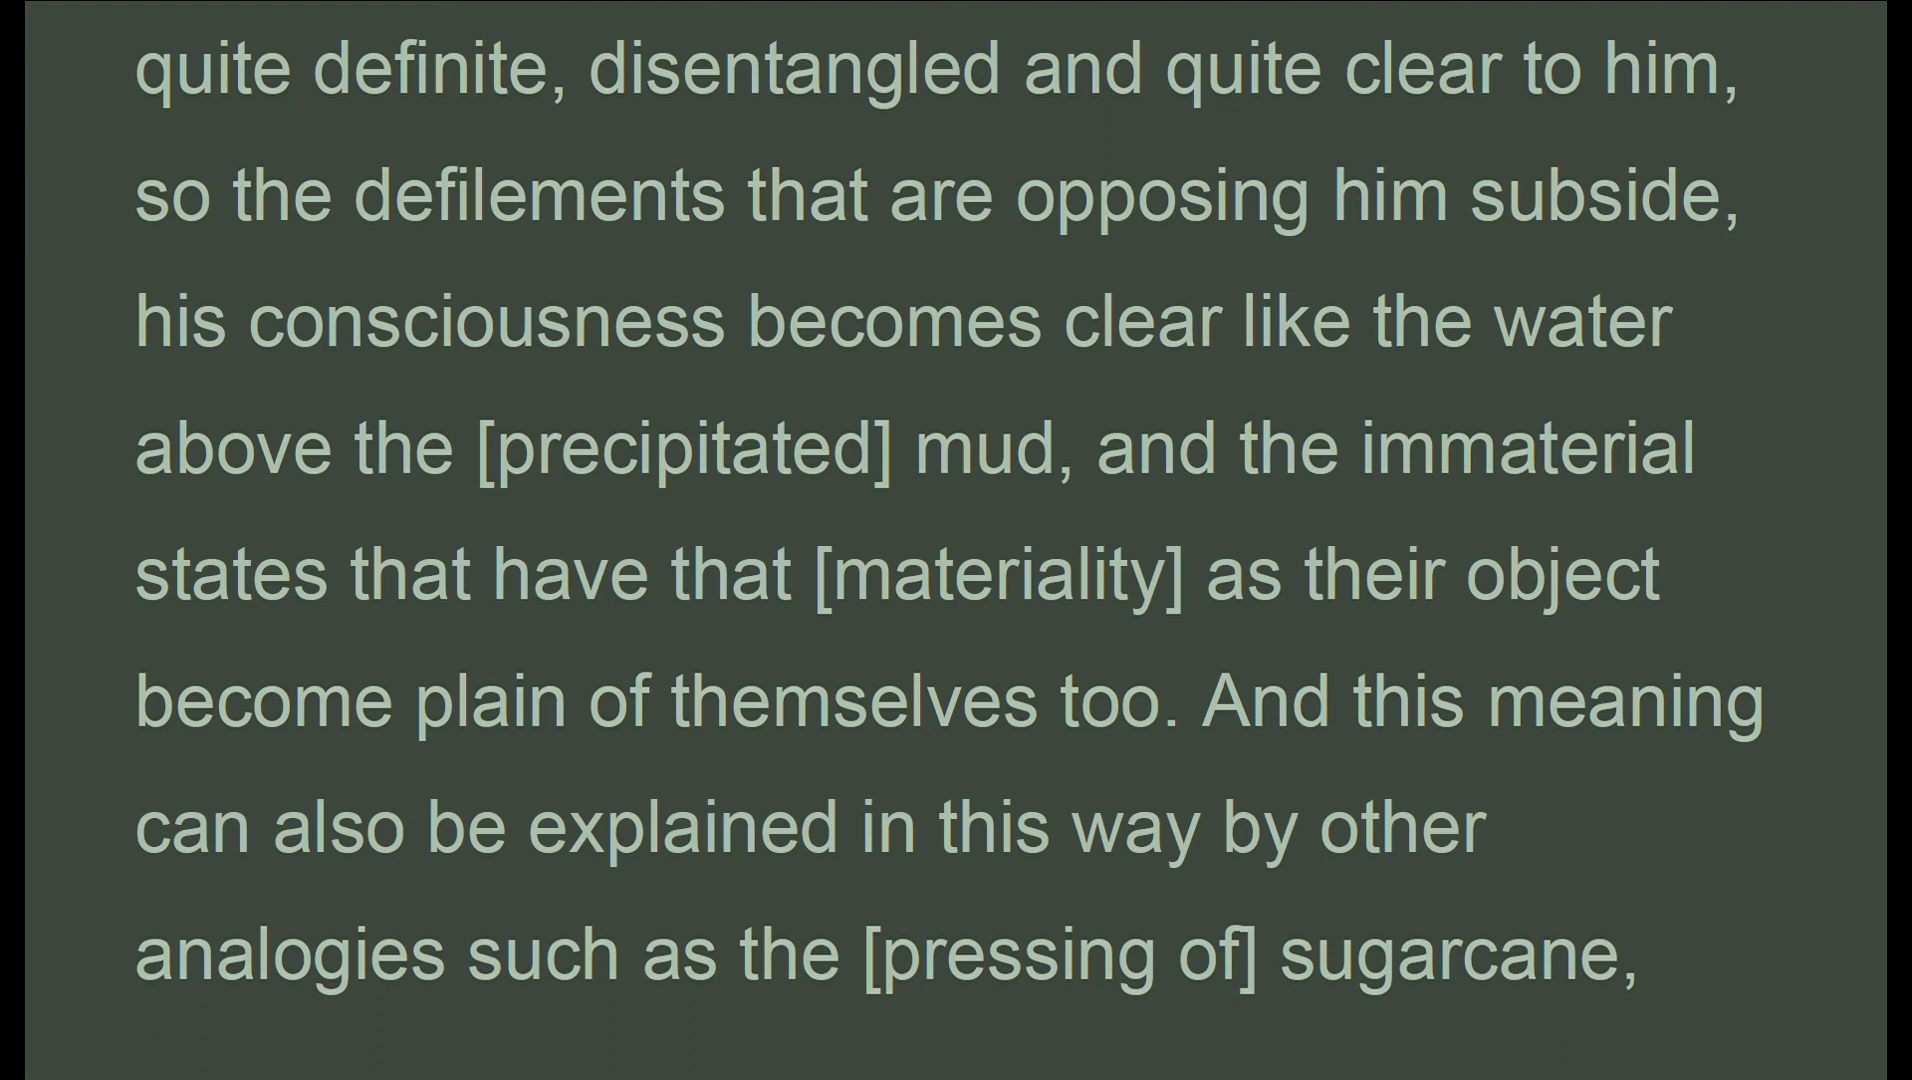 quite definite, disentangled and quite clear to him,
so the defilements that are opposing him subside,
his consciousness becomes clear like the water
above the [precipitated] mud, and the immaterial
states that have that [materiality] as their object
become plain of themselves too. And this meaning
can also be explained in this way by other
analogies such as the [pressing of] sugarcane,